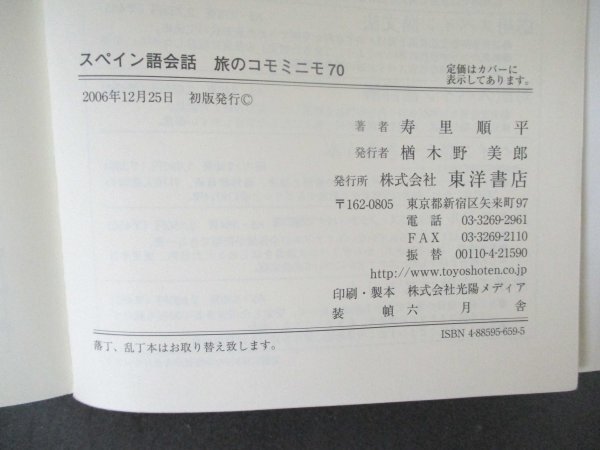 スペイン語会話 旅のコモミニモ70
定価はカバーに
表示してあります。
2006年12月25日 初版発行Ⓒ
著者 寿里順平
発行者 楢木野美郎
発行所 株式会社 東洋書店
〒162-0805 東京都新宿区矢来町97
電話 03-3269-2961
FAX 03-3269-2110
振替 00110-4-21590
http://www.toyoshoten.co.jp
印刷・製本 株式会社光陽メディア
装幀 六月舎
ISBN 4-88595-659-5
落丁、乱丁本はお取り替え致します。